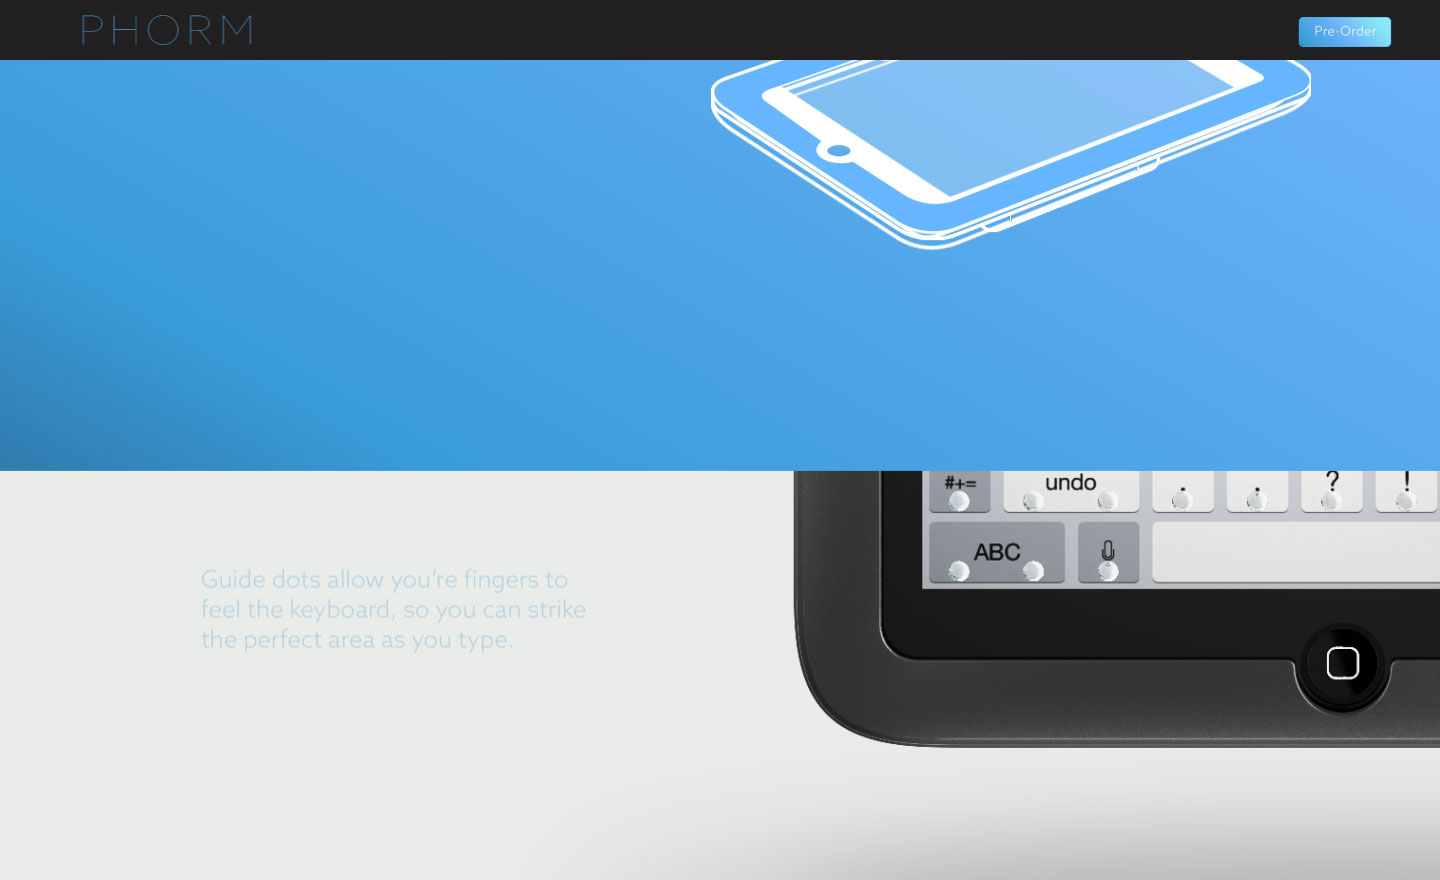 PHORM
Pre-Order
#+=
undo
.
,
?
!
ABC
Guide dots allow you're fingers to
feel the keyboard, so you can strike
the perfect area as you type.